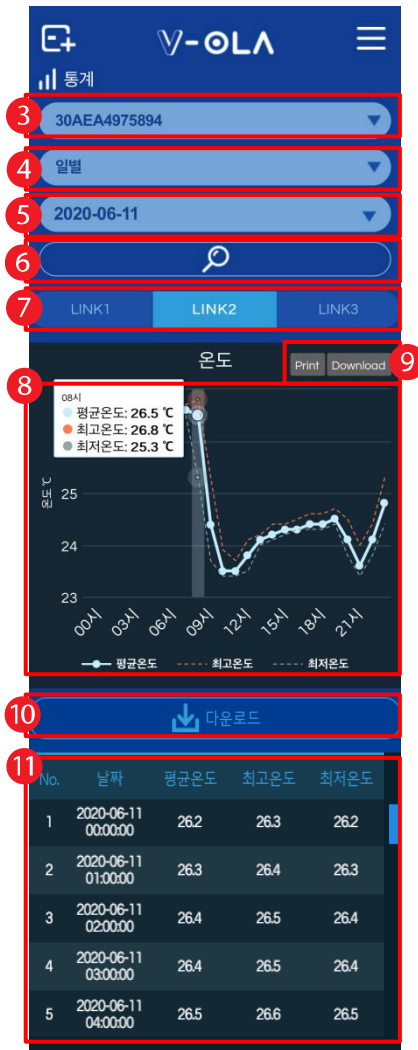 V-OLA
통계
3
30AEA4975894
4
일별
5
2020-06-11
6
7
LINK1 LINK2 LINK3
온도
Print Download
9
8
08시
평균온도: 26.5 ℃
최고온도: 26.8 ℃
최저온도: 25.3 ℃
온도 ℃
25
24
23
00시 03시 06시 09시 12시 15시 18시 21시
평균온도 최고온도 최저온도
10
다운로드
11
No. 날짜 평균온도 최고온도 최저온도
1 2020-06-11 00:00:00 26.2 26.3 26.2
2 2020-06-11 01:00:00 26.3 26.4 26.3
3 2020-06-11 02:00:00 26.4 26.5 26.4
4 2020-06-11 03:00:00 26.4 26.5 26.4
5 2020-06-11 04:00:00 26.5 26.6 26.5